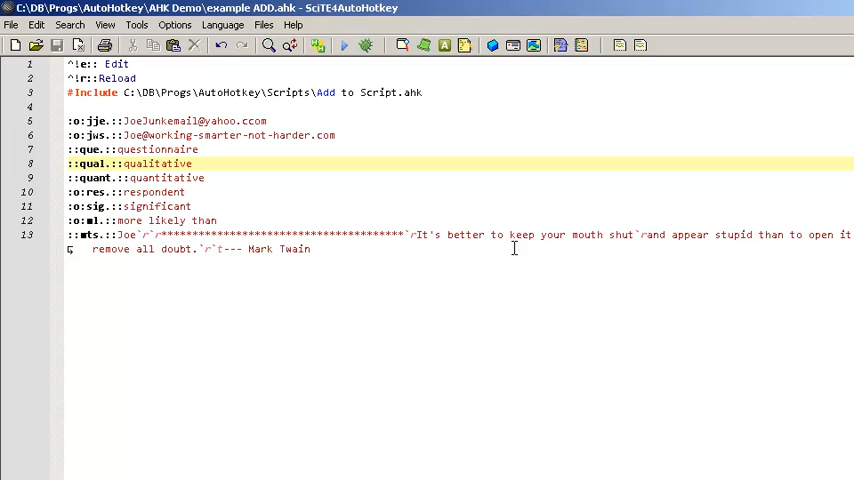 C:\DB\Progs\AutoHotkey\AHK Demo\example ADD.ahk - SciTE4AutoHotkey
File Edit Search View Tools Options Language Files Help
1 ^!e:: Edit
2 ^!r::Reload
3 #Include C:\DB\Progs\AutoHotkey\Scripts\Add to Script.ahk
4
5 :o:jje.::JoeJunkemail@yahoo.ccom
6 :o:jws.::Joe@working-smarter-not-harder.com
7 ::que.::questionnaire
8 ::qual.::qualitative
9 ::quant.::quantitative
10 :o:res.::respondent
11 :o:sig.::significant
12 :o:ml.::more likely than
13 ::mts.::Joe`r`r****************************************`rIt's better to keep your mouth shut`rand appear stupid than to open it
remove all doubt.`r`t--- Mark Twain